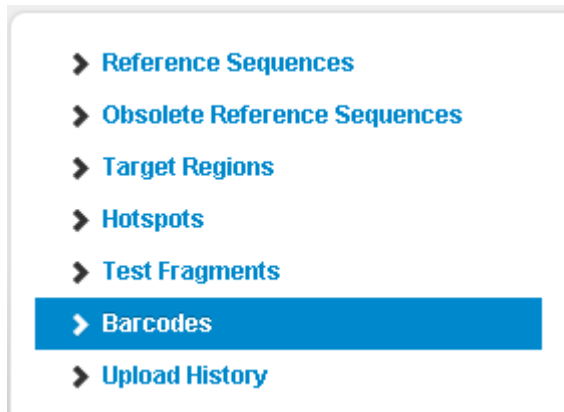 Reference Sequences
Obsolete Reference Sequences
Target Regions
Hotspots
Test Fragments
Barcodes
Upload History